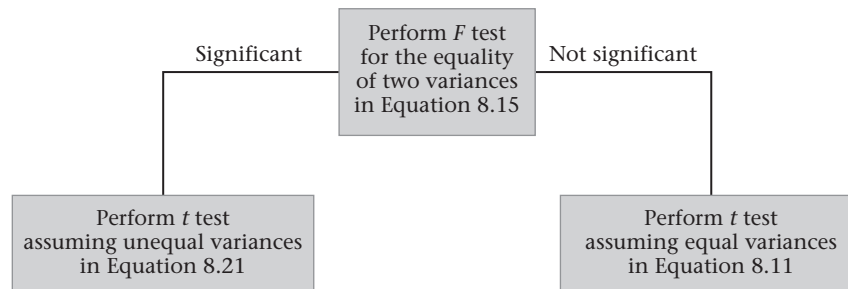 Perform F test
for the equality
of two variances
in Equation 8.15
Significant
Not significant
Perform t test
assuming unequal variances
in Equation 8.21
Perform t test
assuming equal variances
in Equation 8.11